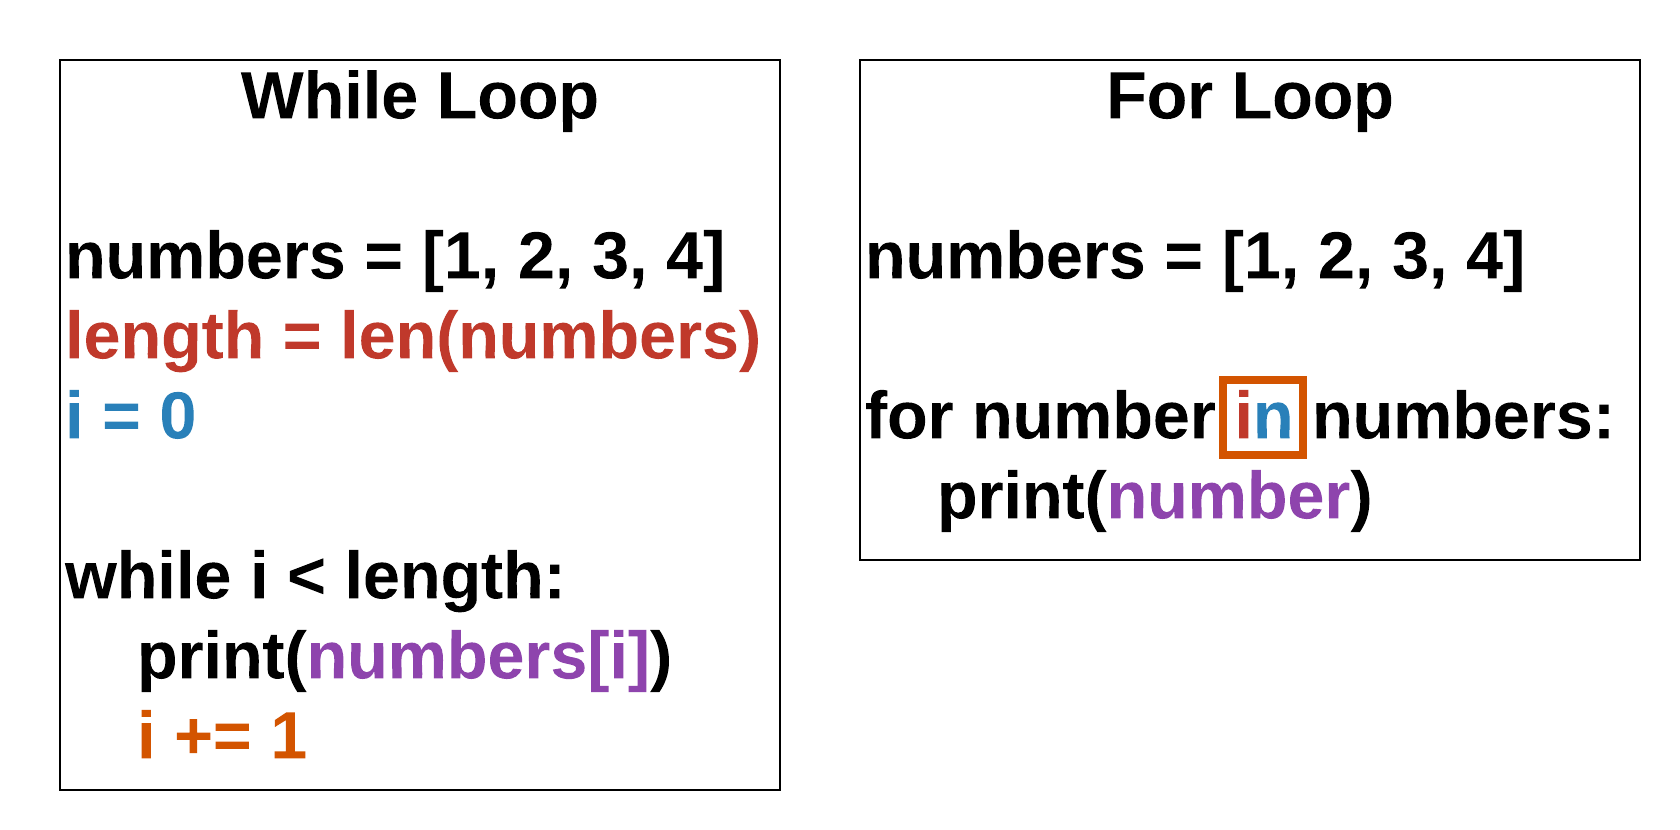 While Loop
numbers = [1, 2, 3, 4]
length = len(numbers)
i = 0
while i < length:
    print(numbers[i])
    i += 1
For Loop
numbers = [1, 2, 3, 4]
for number in numbers:
    print(number)